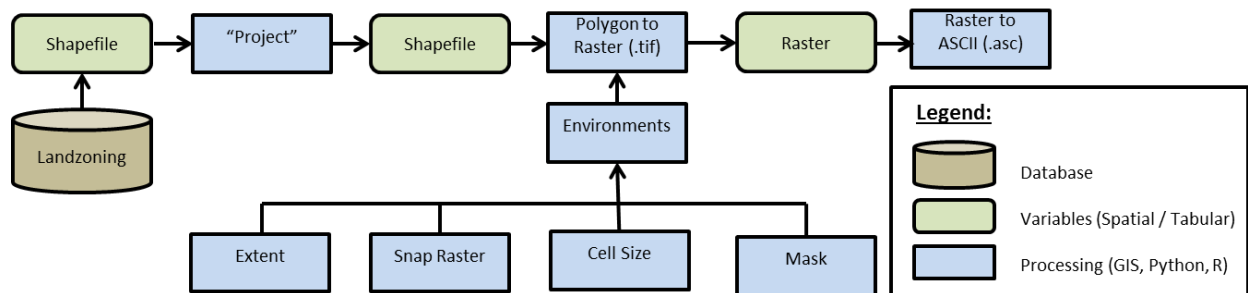 Shapefile
“Project”
Shapefile
Polygon to
Raster (.tif)
Raster
Raster to
ASCII (.asc)
Landzoning
Environments
Extent
Snap Raster
Cell Size
Mask
Legend:
Database
Variables (Spatial / Tabular)
Processing (GIS, Python, R)